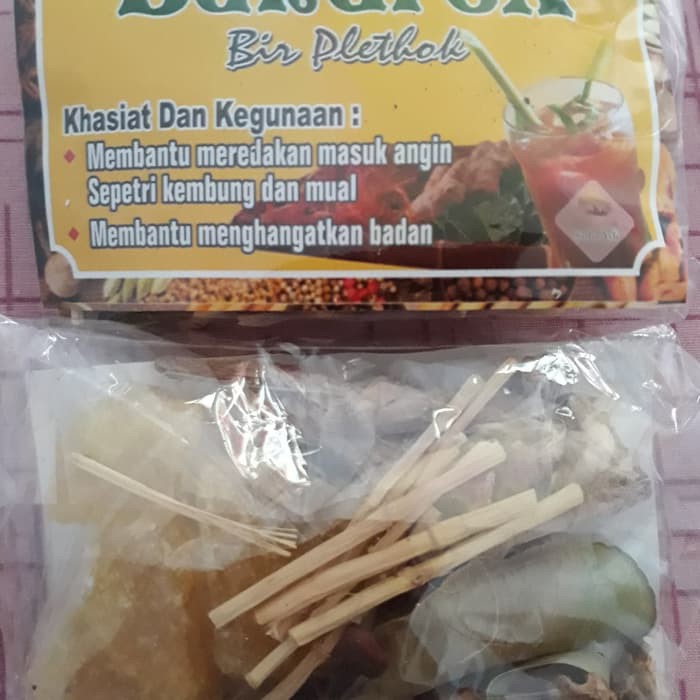 Bir Plethok
Khasiat Dan Kegunaan :
Membantu meredakan masuk angin
Sepetri kembung dan mual
Membantu menghangatkan badan